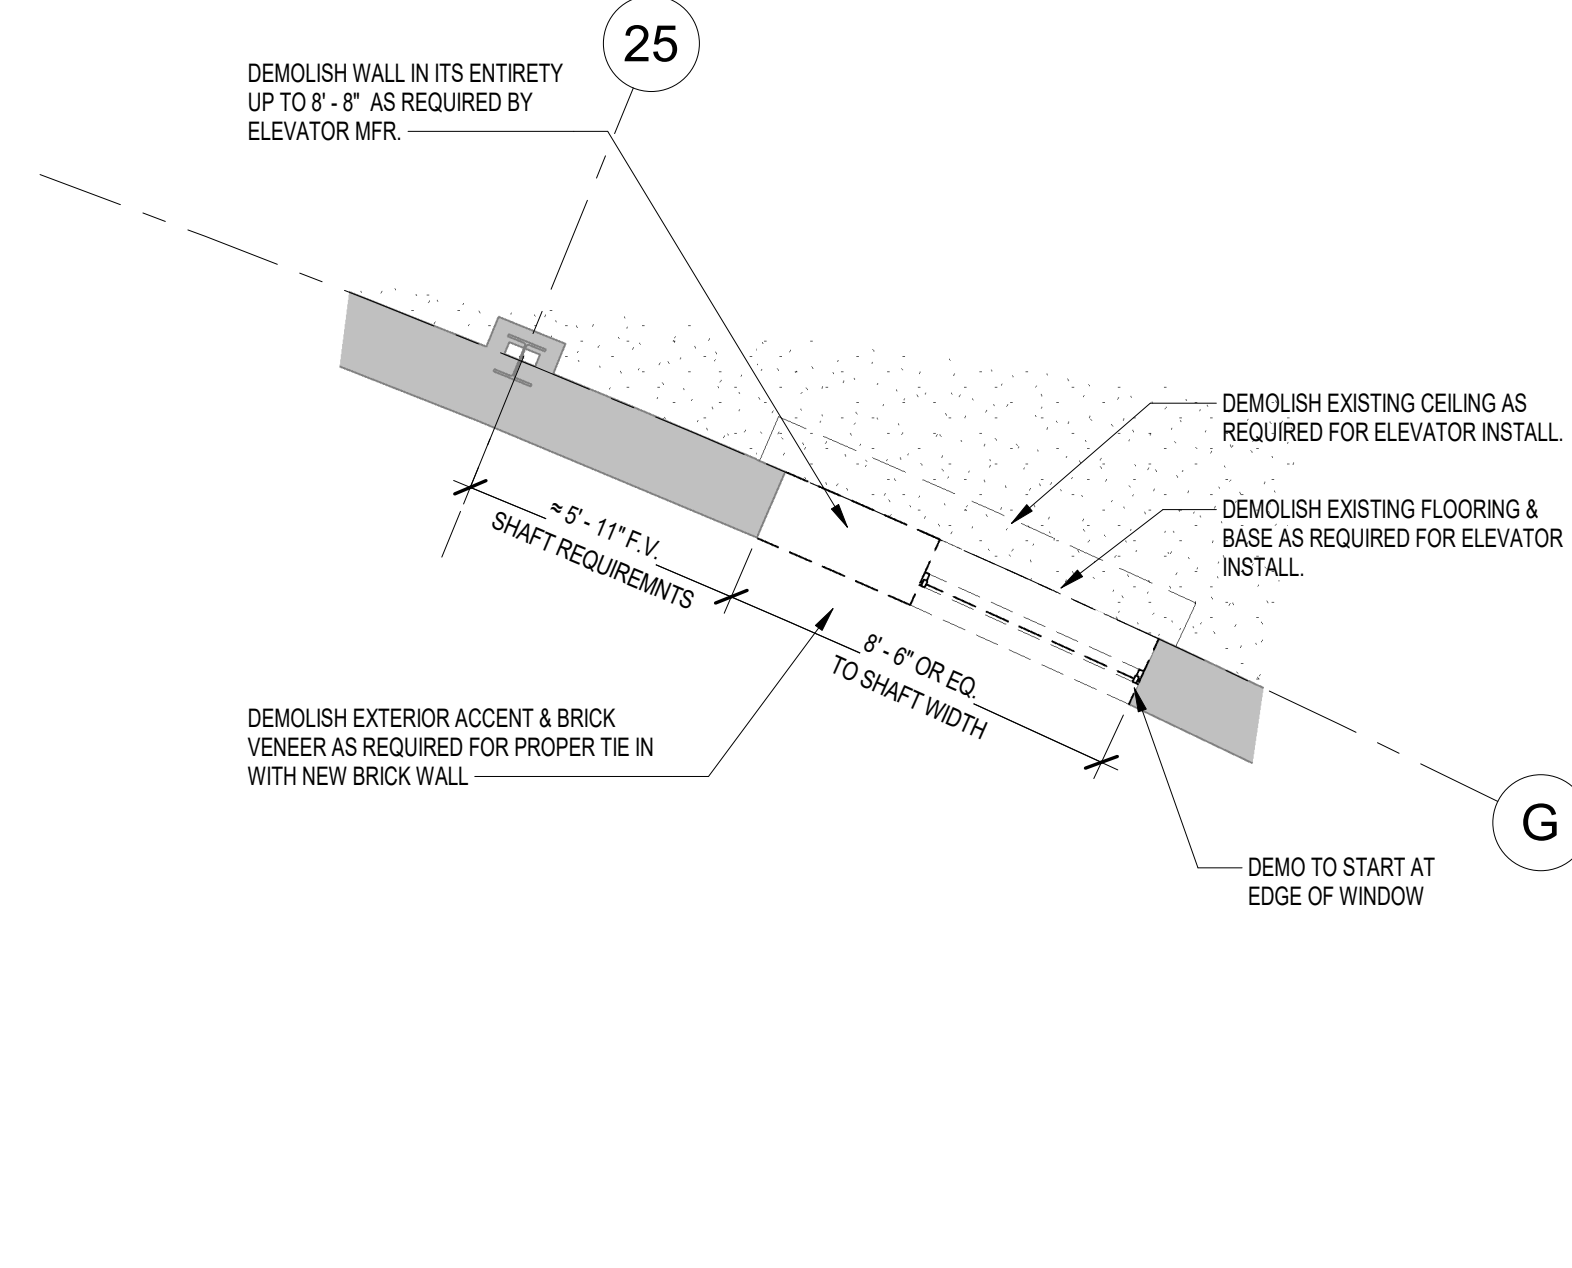 25
DEMOLISH WALL IN ITS ENTIRETY
UP TO 8' - 8" AS REQUIRED BY
ELEVATOR MFR.
DEMOLISH EXISTING CEILING AS
REQUIRED FOR ELEVATOR INSTALL.
DEMOLISH EXISTING FLOORING &
BASE AS REQUIRED FOR ELEVATOR
INSTALL.
≈ 5' - 11" F.V.
SHAFT REQUIREMNTS
8' - 6" OR EQ.
TO SHAFT WIDTH
DEMOLISH EXTERIOR ACCENT & BRICK
VENEER AS REQUIRED FOR PROPER TIE IN
WITH NEW BRICK WALL
G
DEMO TO START AT
EDGE OF WINDOW